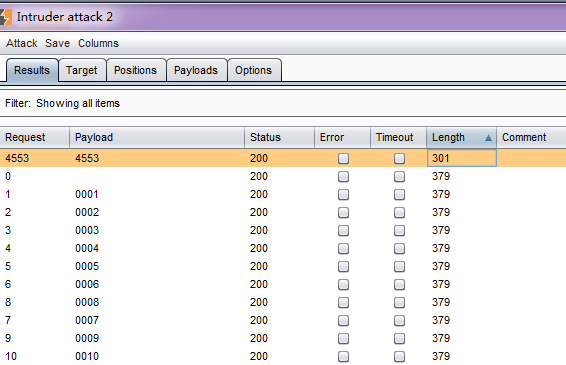 Intruder attack 2
Attack Save Columns
Results Target Positions Payloads Options
Filter: Showing all items
Request Payload Status Error Timeout Length Comment
4553 4553 200 301
0 200 379
1 0001 200 379
2 0002 200 379
3 0003 200 379
4 0004 200 379
5 0005 200 379
6 0006 200 379
8 0008 200 379
7 0007 200 379
9 0009 200 379
10 0010 200 379